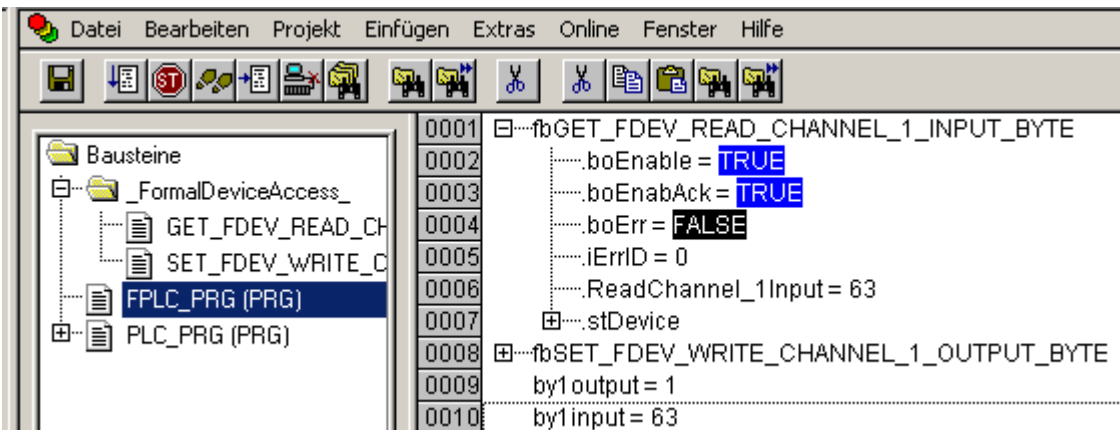 Datei Bearbeiten Projekt Einfügen Extras Online Fenster Hilfe
ST
Bausteine
_FormalDeviceAccess_
GET_FDEV_READ_CH
SET_FDEV_WRITE_C
FPLC_PRG (PRG)
PLC_PRG (PRG)
0001 fbGET_FDEV_READ_CHANNEL_1_INPUT_BYTE
0002 .boEnable = TRUE
0003 .boEnabAck = TRUE
0004 .boErr = FALSE
0005 .iErrID = 0
0006 .ReadChannel_1Input = 63
0007 .stDevice
0008 fbSET_FDEV_WRITE_CHANNEL_1_OUTPUT_BYTE
0009 by1output = 1
0010 by1input = 63